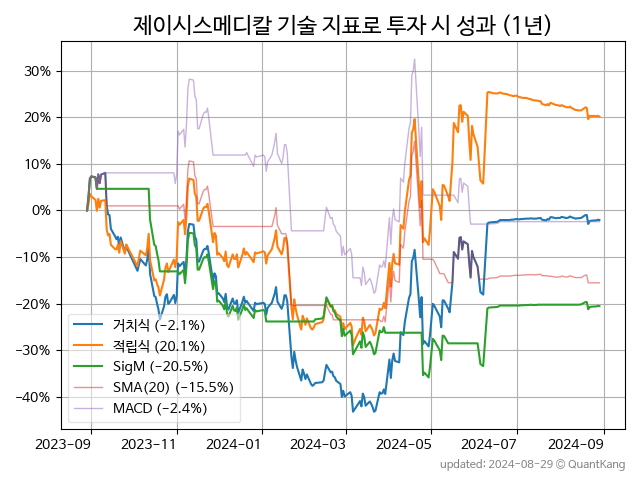 제이시스메디칼 기술 지표로 투자 시 성과 (1년)
30%
20%
10%
0%
−10%
−20%
−30%
−40%
거치식 (−2.1%)
적립식 (20.1%)
SigM (−20.5%)
SMA(20) (−15.5%)
MACD (−2.4%)
2023-09 2023-11 2024-01 2024-03 2024-05 2024-07 2024-09
updated: 2024-08-29 © QuantKang